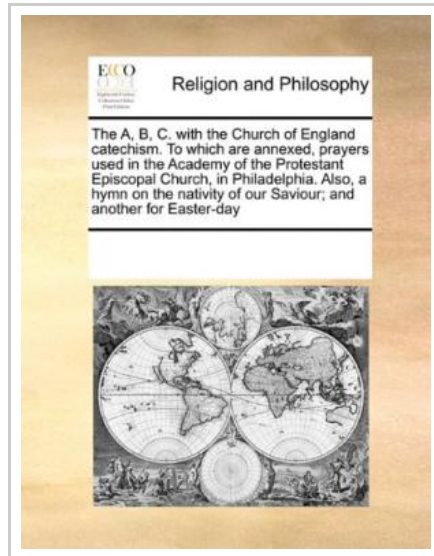 ECCO
Religion and Philosophy
The A, B, C. with the Church of England
catechism. To which are annexed, prayers
used in the Academy of the Protestant
Episcopal Church, in Philadelphia. Also, a
hymn on the nativity of our Saviour; and
another for Easter-day